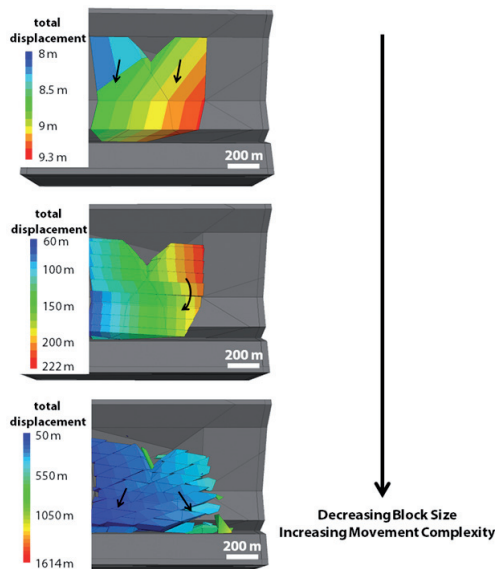 total
displacement
8 m
8.5 m
9 m
9.3 m
200 m
total
displacement
60 m
100 m
150 m
200 m
222 m
200 m
total
displacement
50 m
550 m
1050 m
1614 m
200 m
Decreasing Block Size
Increasing Movement Complexity